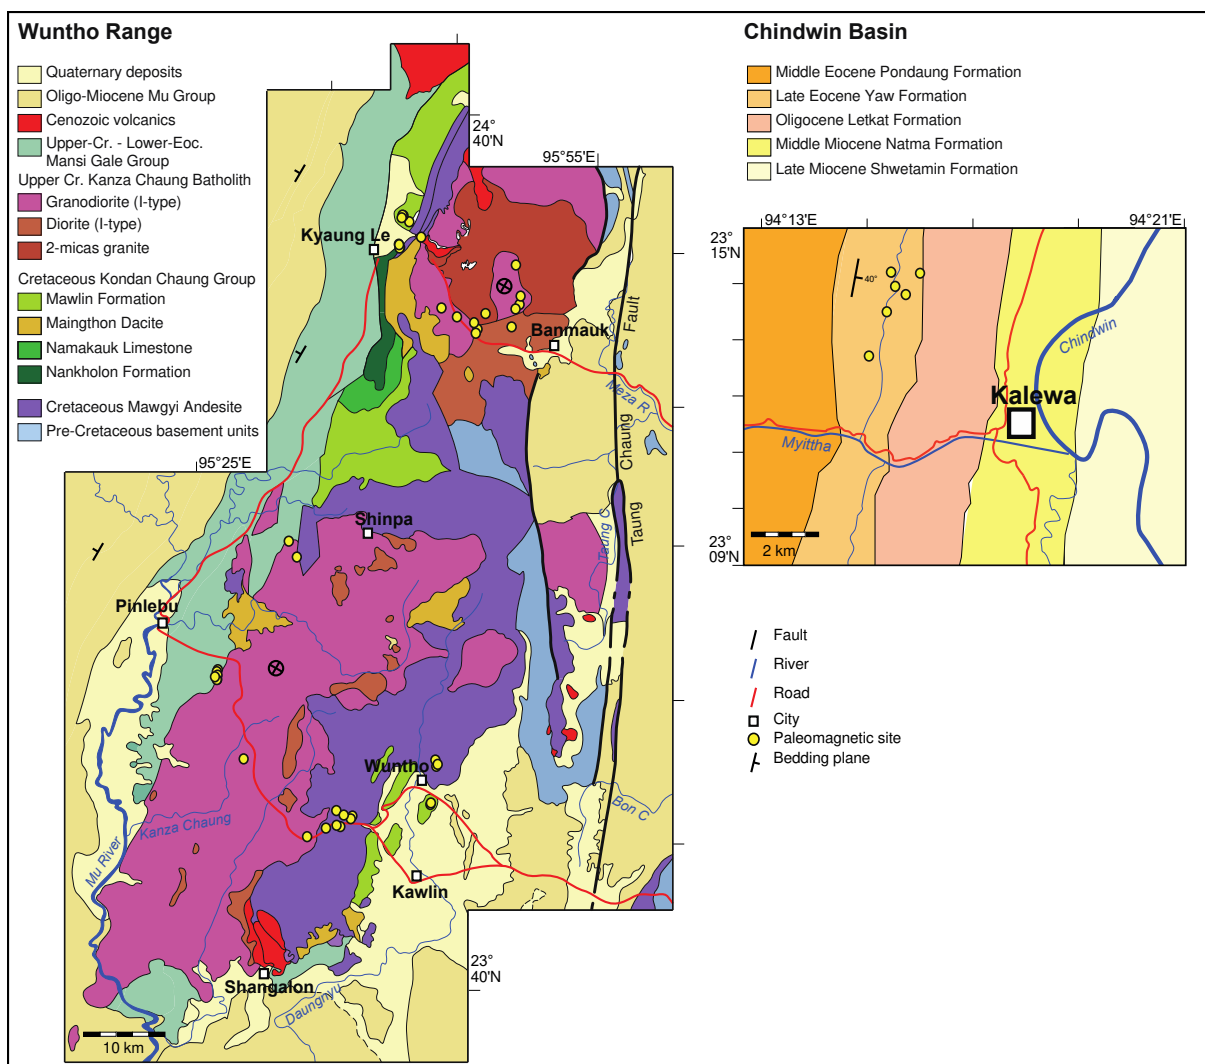 Wuntho Range
Quaternary deposits
Oligo-Miocene Mu Group
Cenozoic volcanics
Upper-Cr. - Lower-Eoc.
Mansi Gale Group
Upper Cr. Kanza Chaung Batholith
Granodiorite (I-type)
Diorite (I-type)
2-micas granite
Cretaceous Kondan Chaung Group
Mawlin Formation
Maingthon Dacite
Namakauk Limestone
Nankholon Formation
Cretaceous Mawgyi Andesite
Pre-Cretaceous basement units
24°
40'N
95°55'E
Kyaung Le
Banmauk
Fault
Chaung
Taung
Meza R
95°25'E
Shinpa
Taung C
Pinlebu
Wuntho
Bon C
Kanza Chaung
Mu River
Kawlin
23°
40'N
Shangalon
Daungnyu
10 km
Chindwin Basin
Middle Eocene Pondaung Formation
Late Eocene Yaw Formation
Oligocene Letkat Formation
Middle Miocene Natma Formation
Late Miocene Shwetamin Formation
94°13'E
94°21'E
23°
15'N
40°
Chindwin
Kalewa
Myittha
2 km
23°
09'N
Fault
River
Road
City
Paleomagnetic site
Bedding plane